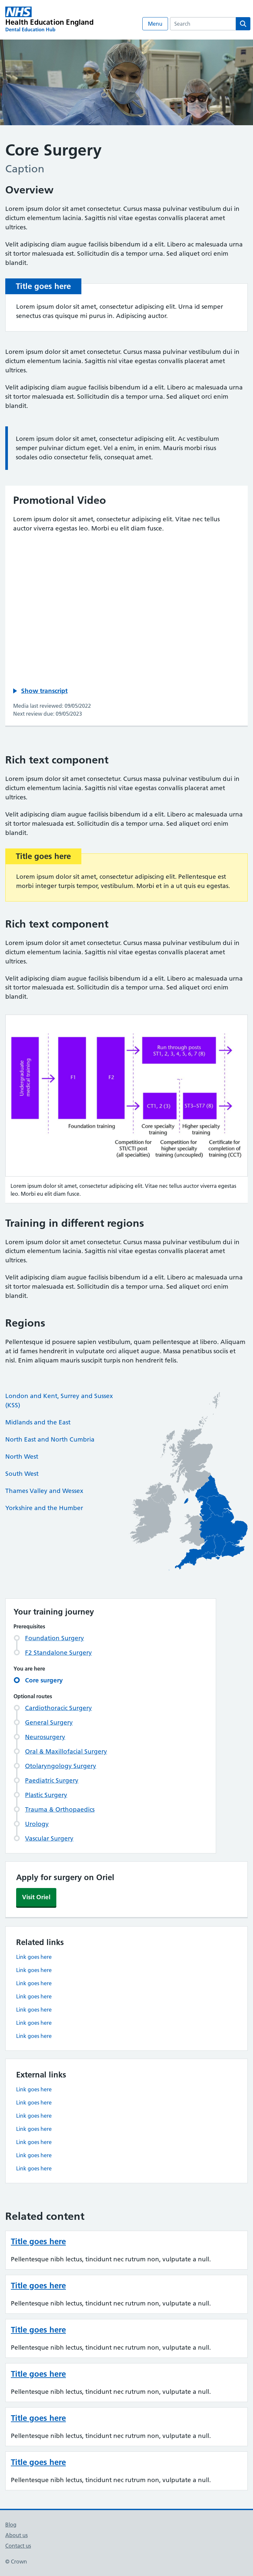 NHS
Health Education England
Dental Education Hub
Menu
Search
Core Surgery
Caption
Overview
Lorem ipsum dolor sit amet consectetur. Cursus massa pulvinar vestibulum dui in
dictum elementum lacinia. Sagittis nisl vitae egestas convallis placerat amet
ultrices.
Velit adipiscing diam augue facilisis bibendum id a elit. Libero ac malesuada urna
sit tortor malesuada est. Sollicitudin dis a tempor urna. Sed aliquet orci enim
blandit.
Title goes here
Lorem ipsum dolor sit amet, consectetur adipiscing elit. Urna id semper
senectus cras quisque mi purus in. Adipiscing auctor.
Lorem ipsum dolor sit amet consectetur. Cursus massa pulvinar vestibulum dui in
dictum elementum lacinia. Sagittis nisl vitae egestas convallis placerat amet
ultrices.
Velit adipiscing diam augue facilisis bibendum id a elit. Libero ac malesuada urna
sit tortor malesuada est. Sollicitudin dis a tempor urna. Sed aliquet orci enim
blandit.
Lorem ipsum dolor sit amet, consectetur adipiscing elit. Ac vestibulum
semper pulvinar dictum eget. Vel a enim, in enim. Mauris morbi risus
sodales odio consectetur felis, consequat amet.
Promotional Video
Lorem ipsum dolor sit amet, consectetur adipiscing elit. Vitae nec tellus
auctor viverra egestas leo. Morbi eu elit diam fusce.
Show transcript
Media last reviewed: 09/05/2022
Next review due: 09/05/2023
Rich text component
Lorem ipsum dolor sit amet consectetur. Cursus massa pulvinar vestibulum dui in
dictum elementum lacinia. Sagittis nisl vitae egestas convallis placerat amet
ultrices.
Velit adipiscing diam augue facilisis bibendum id a elit. Libero ac malesuada urna
sit tortor malesuada est. Sollicitudin dis a tempor urna. Sed aliquet orci enim
blandit.
Title goes here
Lorem ipsum dolor sit amet, consectetur adipiscing elit. Pellentesque est
morbi integer turpis tempor, vestibulum. Morbi et in a ut quis eu egestas.
Rich text component
Lorem ipsum dolor sit amet consectetur. Cursus massa pulvinar vestibulum dui in
dictum elementum lacinia. Sagittis nisl vitae egestas convallis placerat amet
ultrices.
Velit adipiscing diam augue facilisis bibendum id a elit. Libero ac malesuada urna
sit tortor malesuada est. Sollicitudin dis a tempor urna. Sed aliquet orci enim
blandit.
Undergraduate
medical training
F1
F2
Run through posts
ST1, 2, 3, 4, 5, 6, 7 (8)
CT1, 2 (3)
ST3–ST7 (8)
Foundation training
Core specialty
training
Higher specialty
training
Competition for
ST/CT1 post
(all specialties)
Competition for
higher specialty
training (uncoupled)
Certificate for
completion of
training (CCT)
Lorem ipsum dolor sit amet, consectetur adipiscing elit. Vitae nec tellus auctor viverra egestas
leo. Morbi eu elit diam fusce.
Training in different regions
Lorem ipsum dolor sit amet consectetur. Cursus massa pulvinar vestibulum dui in
dictum elementum lacinia. Sagittis nisl vitae egestas convallis placerat amet
ultrices.
Velit adipiscing diam augue facilisis bibendum id a elit. Libero ac malesuada urna
sit tortor malesuada est. Sollicitudin dis a tempor urna. Sed aliquet orci enim
blandit.
Regions
Pellentesque id posuere sapien vestibulum, quam pellentesque at libero. Aliquam
at id fames hendrerit in vulputate orci aliquet augue. Massa penatibus sociis et
nisl. Enim aliquam mauris suscipit turpis non hendrerit felis.
London and Kent, Surrey and Sussex
(KSS)
Midlands and the East
North East and North Cumbria
North West
South West
Thames Valley and Wessex
Yorkshire and the Humber
Your training journey
Prerequisites
Foundation Surgery
F2 Standalone Surgery
You are here
Core surgery
Optional routes
Cardiothoracic Surgery
General Surgery
Neurosurgery
Oral & Maxillofacial Surgery
Otolaryngology Surgery
Paediatric Surgery
Plastic Surgery
Trauma & Orthopaedics
Urology
Vascular Surgery
Apply for surgery on Oriel
Visit Oriel
Related links
Link goes here
Link goes here
Link goes here
Link goes here
Link goes here
Link goes here
Link goes here
External links
Link goes here
Link goes here
Link goes here
Link goes here
Link goes here
Link goes here
Link goes here
Related content
Title goes here
Pellentesque nibh lectus, tincidunt nec rutrum non, vulputate a null.
Title goes here
Pellentesque nibh lectus, tincidunt nec rutrum non, vulputate a null.
Title goes here
Pellentesque nibh lectus, tincidunt nec rutrum non, vulputate a null.
Title goes here
Pellentesque nibh lectus, tincidunt nec rutrum non, vulputate a null.
Title goes here
Pellentesque nibh lectus, tincidunt nec rutrum non, vulputate a null.
Title goes here
Pellentesque nibh lectus, tincidunt nec rutrum non, vulputate a null.
Blog
About us
Contact us
© Crown